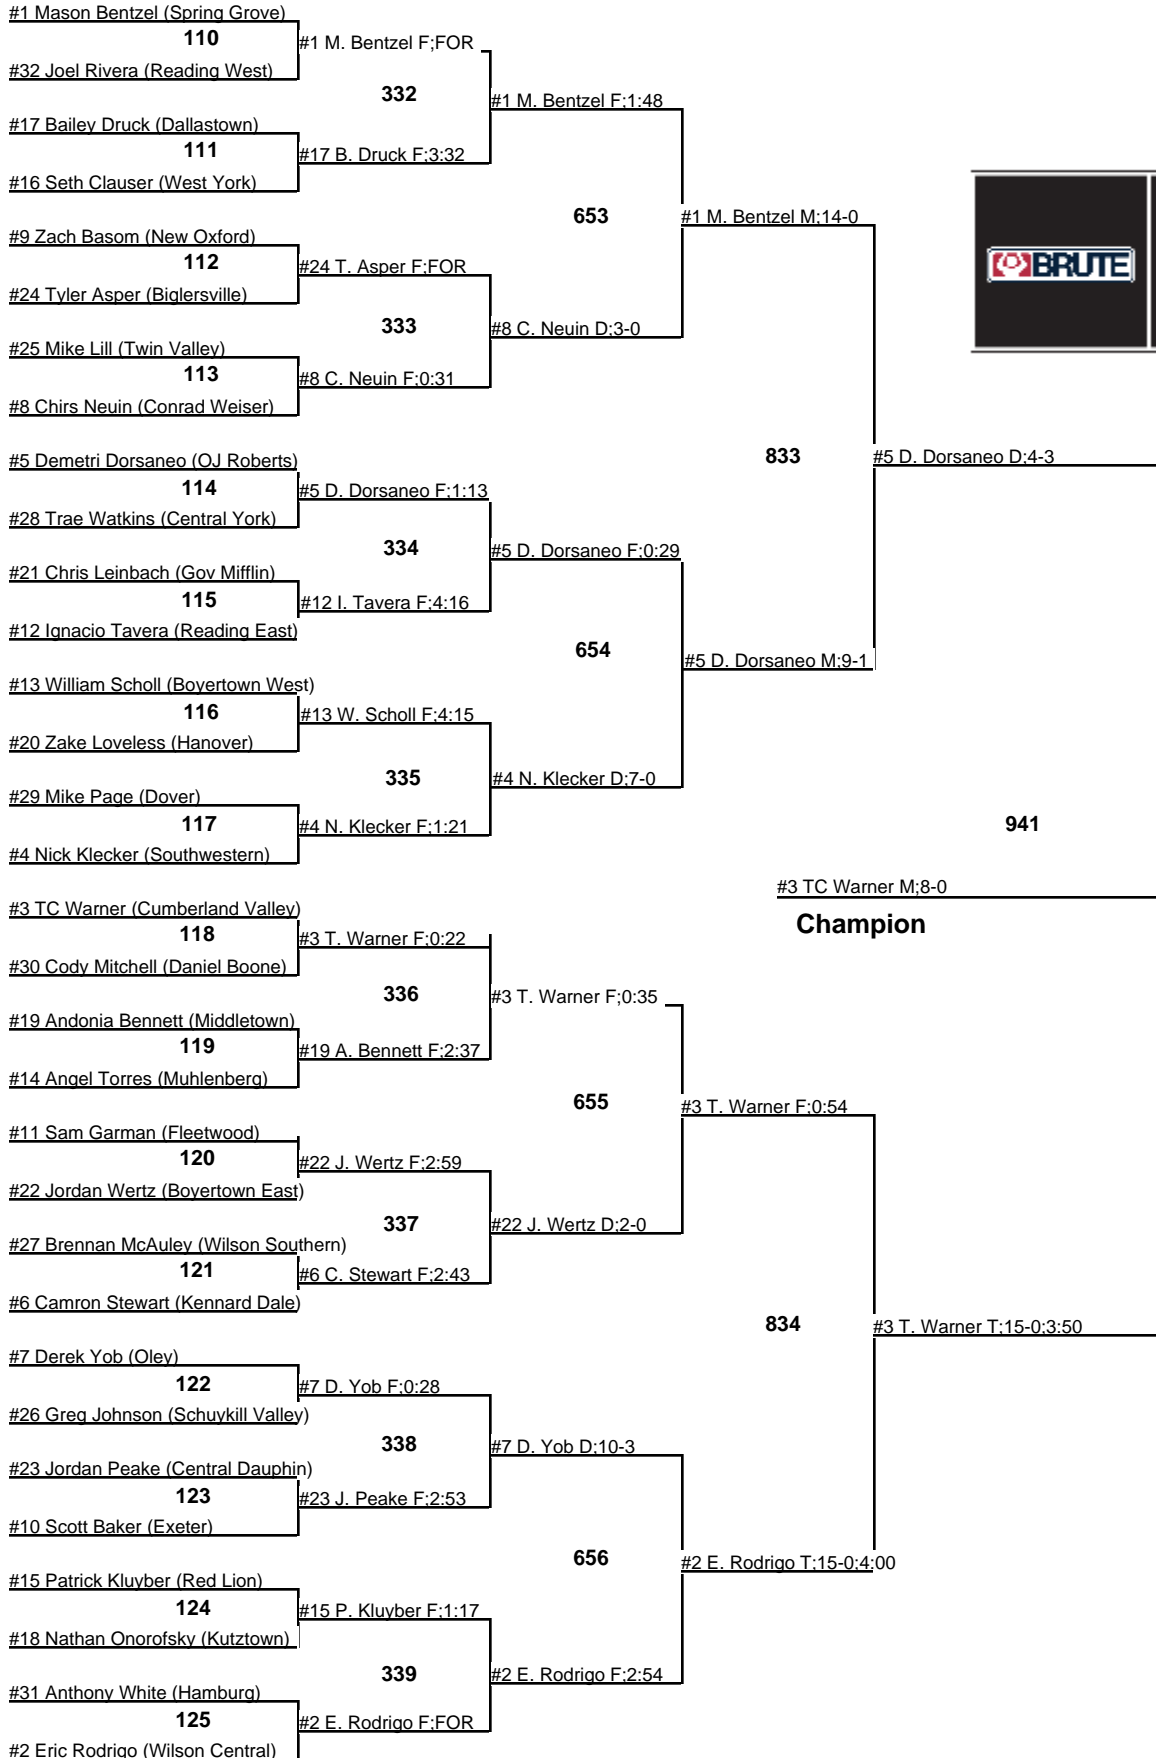 #1 Mason Bentzel (Spring Grove)
110
#1 M. Bentzel F;FOR
#32 Joel Rivera (Reading West)
332
#1 M. Bentzel F;1:48
#17 Bailey Druck (Dallastown)
111
#17 B. Druck F;3:32
#16 Seth Clauser (West York)
653
#1 M. Bentzel M;14-0
#9 Zach Basom (New Oxford)
112
#24 T. Asper F;FOR
#24 Tyler Asper (Biglersville)
BRUTE
333
#8 C. Neuin D;3-0
#25 Mike Lill (Twin Valley)
113
#8 C. Neuin F;0:31
#8 Chirs Neuin (Conrad Weiser)
833
#5 D. Dorsaneo D;4-3
#5 Demetri Dorsaneo (OJ Roberts)
114
#5 D. Dorsaneo F;1:13
#28 Trae Watkins (Central York)
334
#5 D. Dorsaneo F;0:29
#21 Chris Leinbach (Gov Mifflin)
115
#12 I. Tavera F;4:16
#12 Ignacio Tavera (Reading East)
654
#5 D. Dorsaneo M;9-1
#13 William Scholl (Boyertown West)
116
#13 W. Scholl F;4:15
#20 Zake Loveless (Hanover)
335
#4 N. Klecker D;7-0
#29 Mike Page (Dover)
117
#4 N. Klecker F;1:21
#4 Nick Klecker (Southwestern)
941
#3 TC Warner M;8-0
Champion
#3 TC Warner (Cumberland Valley)
118
#3 T. Warner F;0:22
#30 Cody Mitchell (Daniel Boone)
336
#3 T. Warner F;0:35
#19 Andonia Bennett (Middletown)
119
#19 A. Bennett F;2:37
#14 Angel Torres (Muhlenberg)
655
#3 T. Warner F;0:54
#11 Sam Garman (Fleetwood)
120
#22 J. Wertz F;2:59
#22 Jordan Wertz (Boyertown East)
337
#22 J. Wertz D;2-0
#27 Brennan McAuley (Wilson Southern)
121
#6 C. Stewart F;2:43
#6 Camron Stewart (Kennard Dale)
834
#3 T. Warner T;15-0;3:50
#7 Derek Yob (Oley)
122
#7 D. Yob F;0:28
#26 Greg Johnson (Schuykill Valley)
338
#7 D. Yob D;10-3
#23 Jordan Peake (Central Dauphin)
123
#23 J. Peake F;2:53
#10 Scott Baker (Exeter)
656
#2 E. Rodrigo T;15-0;4:00
#15 Patrick Kluyber (Red Lion)
124
#15 P. Kluyber F;1:17
#18 Nathan Onorofsky (Kutztown)
339
#2 E. Rodrigo F;2:54
#31 Anthony White (Hamburg)
125
#2 E. Rodrigo F;FOR
#2 Eric Rodrigo (Wilson Central)